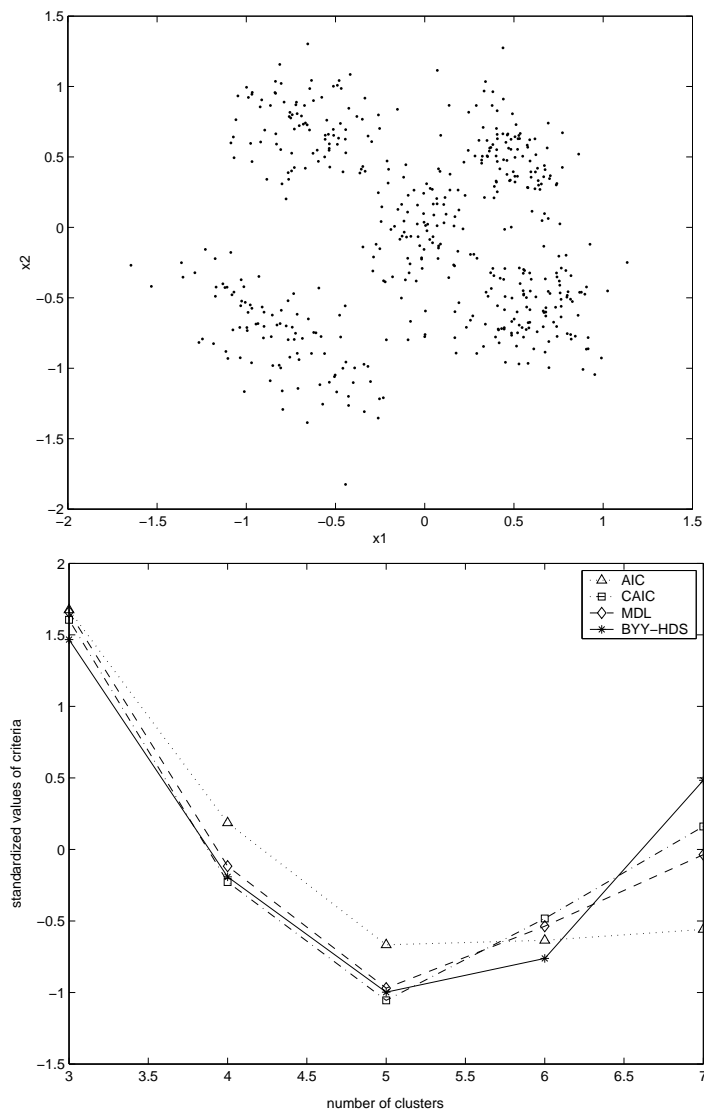 1.5
1
0.5
0
−0.5
−1
−1.5
−2
x2
−2 −1.5 −1 −0.5 0 0.5 1 1.5
x1
2
1.5
1
0.5
0
−0.5
−1
−1.5
standardized values of criteria
AIC
CAIC
MDL
BYY−HDS
3 3.5 4 4.5 5 5.5 6 6.5 7
number of clusters